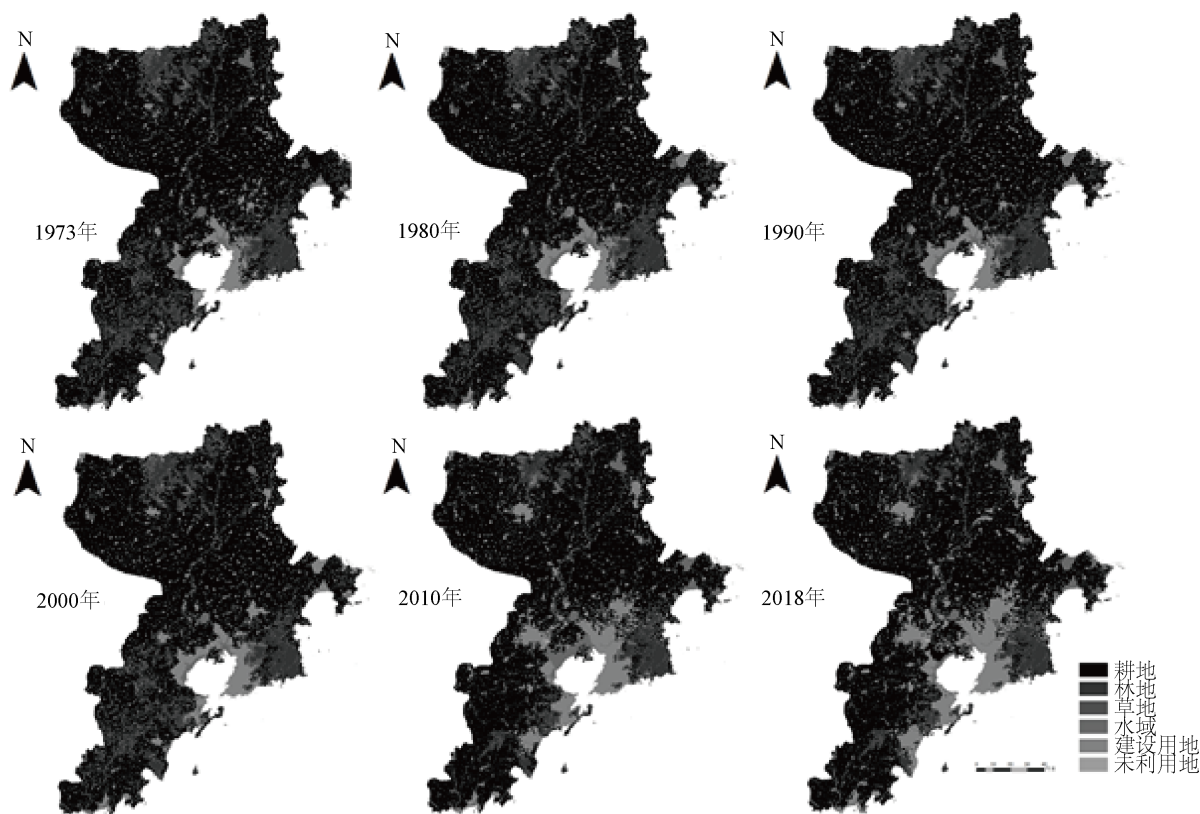 N
N
N
1973年
1980年
1990年
N
N
N
2000年
2010年
2018年
耕地
林地
草地
水域
建设用地
未利用地